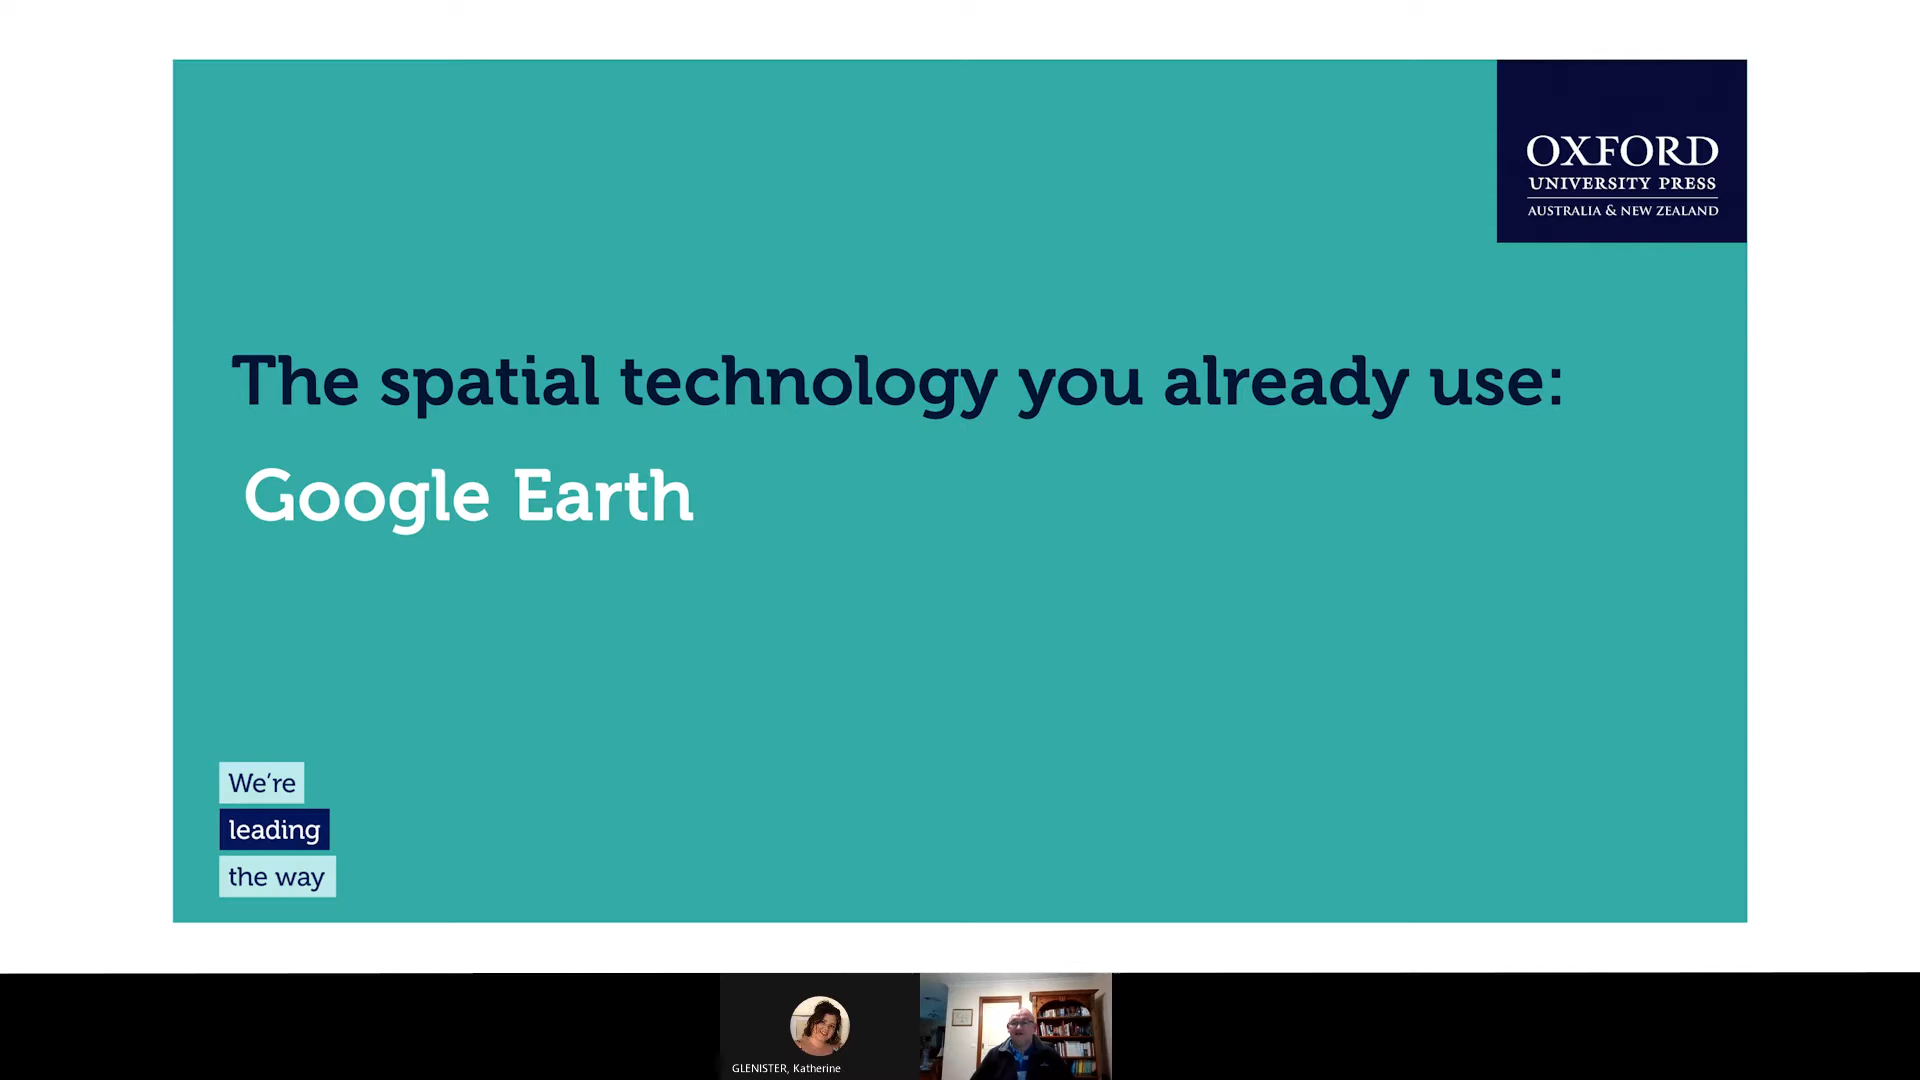 OXFORD
UNIVERSITY PRESS
AUSTRALIA & NEW ZEALAND
The spatial technology you already use:
Google Earth
We're
leading
the way
GLENISTER, Katherine